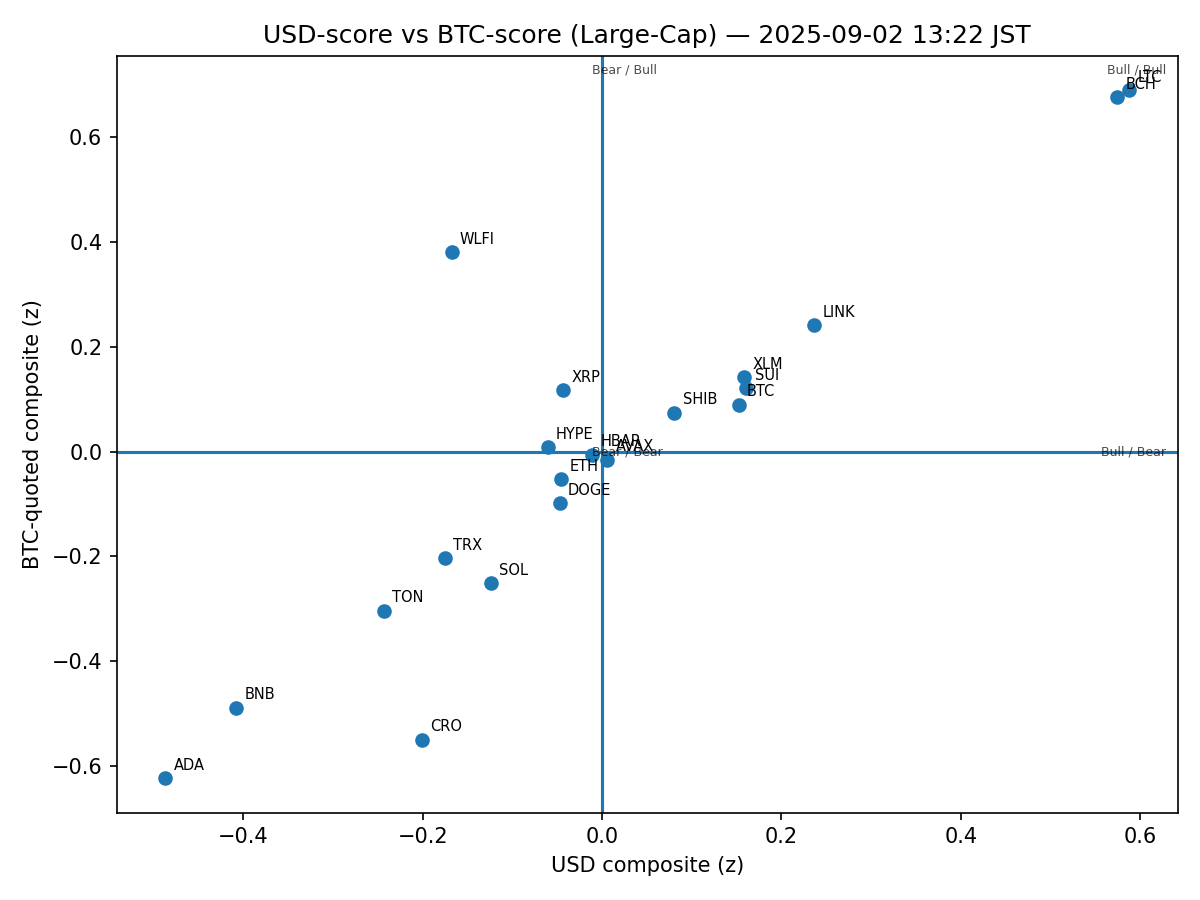 USD-score vs BTC-score (Large-Cap) — 2025-09-02 13:22 JST
Bear / Bull
Bull / Bull
LTC
BCH
0.6
WLFI
0.4
LINK
0.2
XLM
XRP
SUI
BTC
SHIB
HYPE
HBAR
AVAX
0.0
Bear / Bear
Bull / Bear
ETH
DOGE
TRX
−0.2
SOL
TON
−0.4
BNB
CRO
−0.6
ADA
−0.4
−0.2
0.0
0.2
0.4
0.6
USD composite (z)
BTC-quoted composite (z)